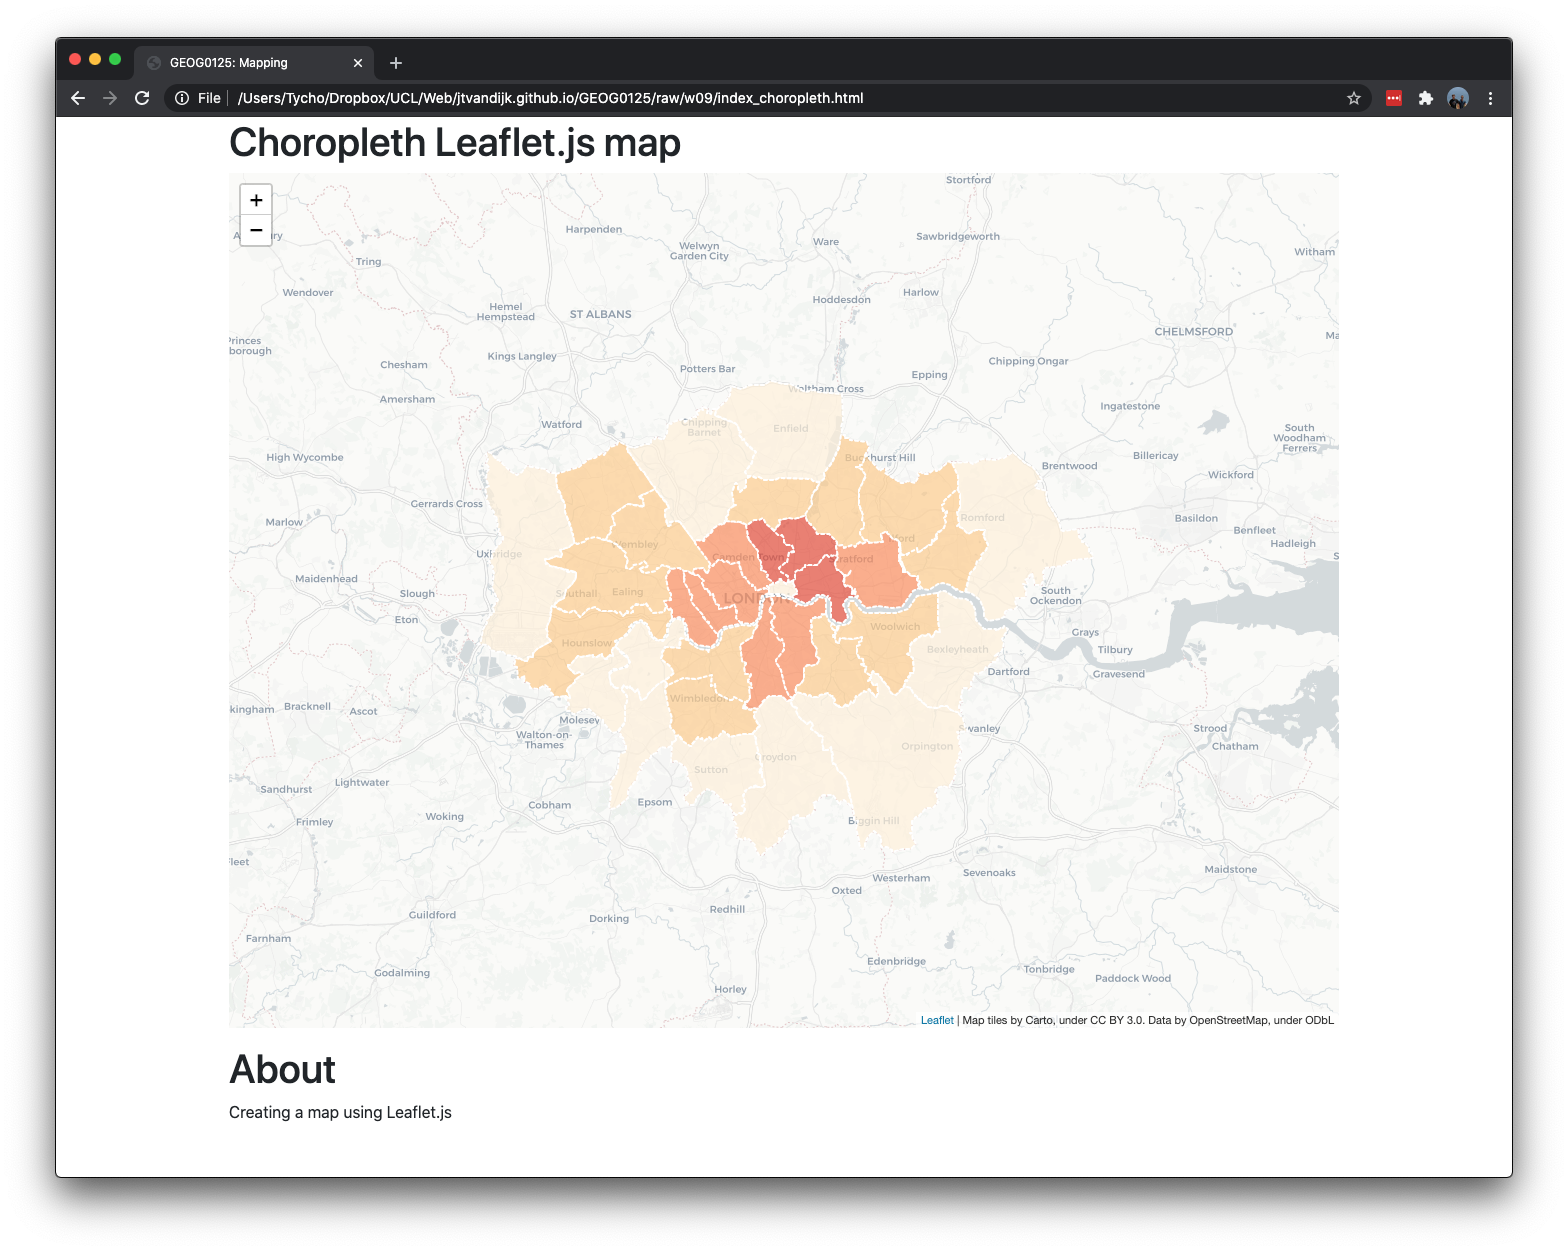 GEOG0125: Mapping
File
/Users/Tycho/Dropbox/UCL/Web/jtvandijk.github.io/GEOG0125/raw/w09/index_choropleth.html
Choropleth Leaflet.js map
+
−
Stortford
Harpenden
Welwyn
Garden City
Ware
Sawbridgeworth
Witham
Tring
Wendover
Hemel
Hempstead
ST ALBANS
Hoddesdon
Harlow
CHELMSFORD
Princes
borough
Kings Langley
Chesham
Potters Bar
Epping
Chipping Ongar
Amersham
Waltham Cross
Ingatestone
Watford
Chipping
Barnet
Enfield
South
Woodham
Ferrers
High Wycombe
Buckhurst Hill
Brentwood
Billericay
Wickford
Gerrards Cross
Marlow
Romford
Basildon
Benfleet
Hadleigh
Uxbridge
Wembley
Camden Town
Stratford
Ilford
Maidenhead
Slough
Southall
Ealing
LONDON
South
Ockendon
Eton
Hounslow
Woolwich
Grays
Tilbury
Bexleyheath
Dartford
Gravesend
Wimbledon
kingham
Bracknell
Ascot
Molesey
Walton-on-
Thames
Swanley
Strood
Chatham
Orpington
Croydon
Sutton
Lightwater
Sandhurst
Cobham
Epsom
Frimley
Woking
Biggin Hill
Fleet
Westerham
Sevenoaks
Maidstone
Oxted
Guildford
Dorking
Redhill
Farnham
Godalming
Edenbridge
Tonbridge
Paddock Wood
Horley
Leaflet | Map tiles by Carto, under CC BY 3.0. Data by OpenStreetMap, under ODbL
About
Creating a map using Leaflet.js